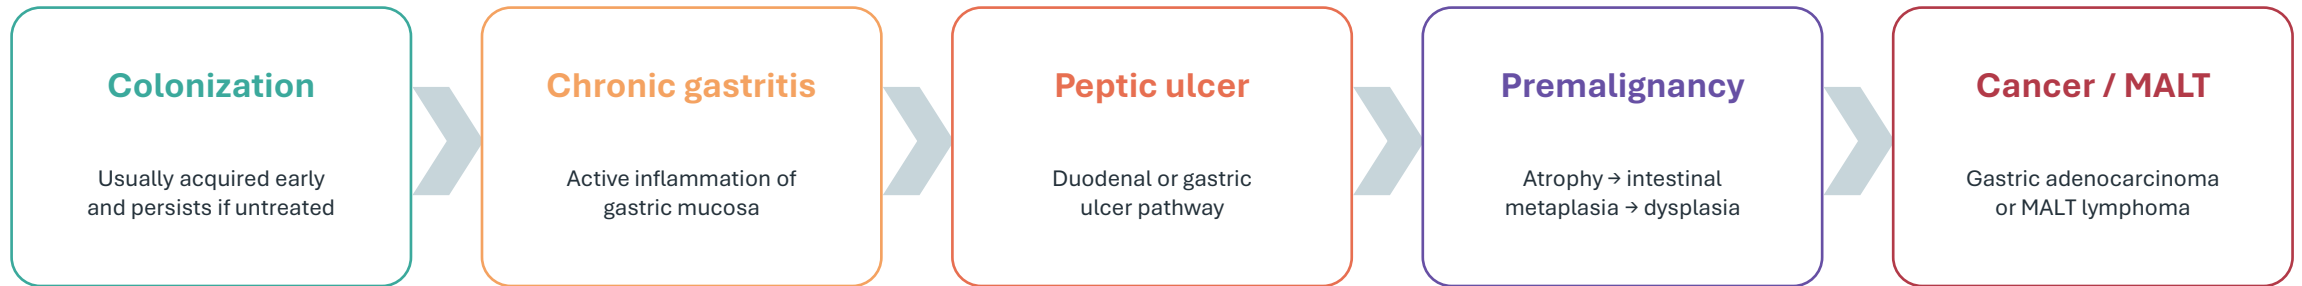 Colonization
Usually acquired early
and persists if untreated
Chronic gastritis
Active inflammation of
gastric mucosa
Peptic ulcer
Duodenal or gastric
ulcer pathway
Premalignancy
Atrophy → intestinal
metaplasia → dysplasia
Cancer / MALT
Gastric adenocarcinoma
or MALT lymphoma